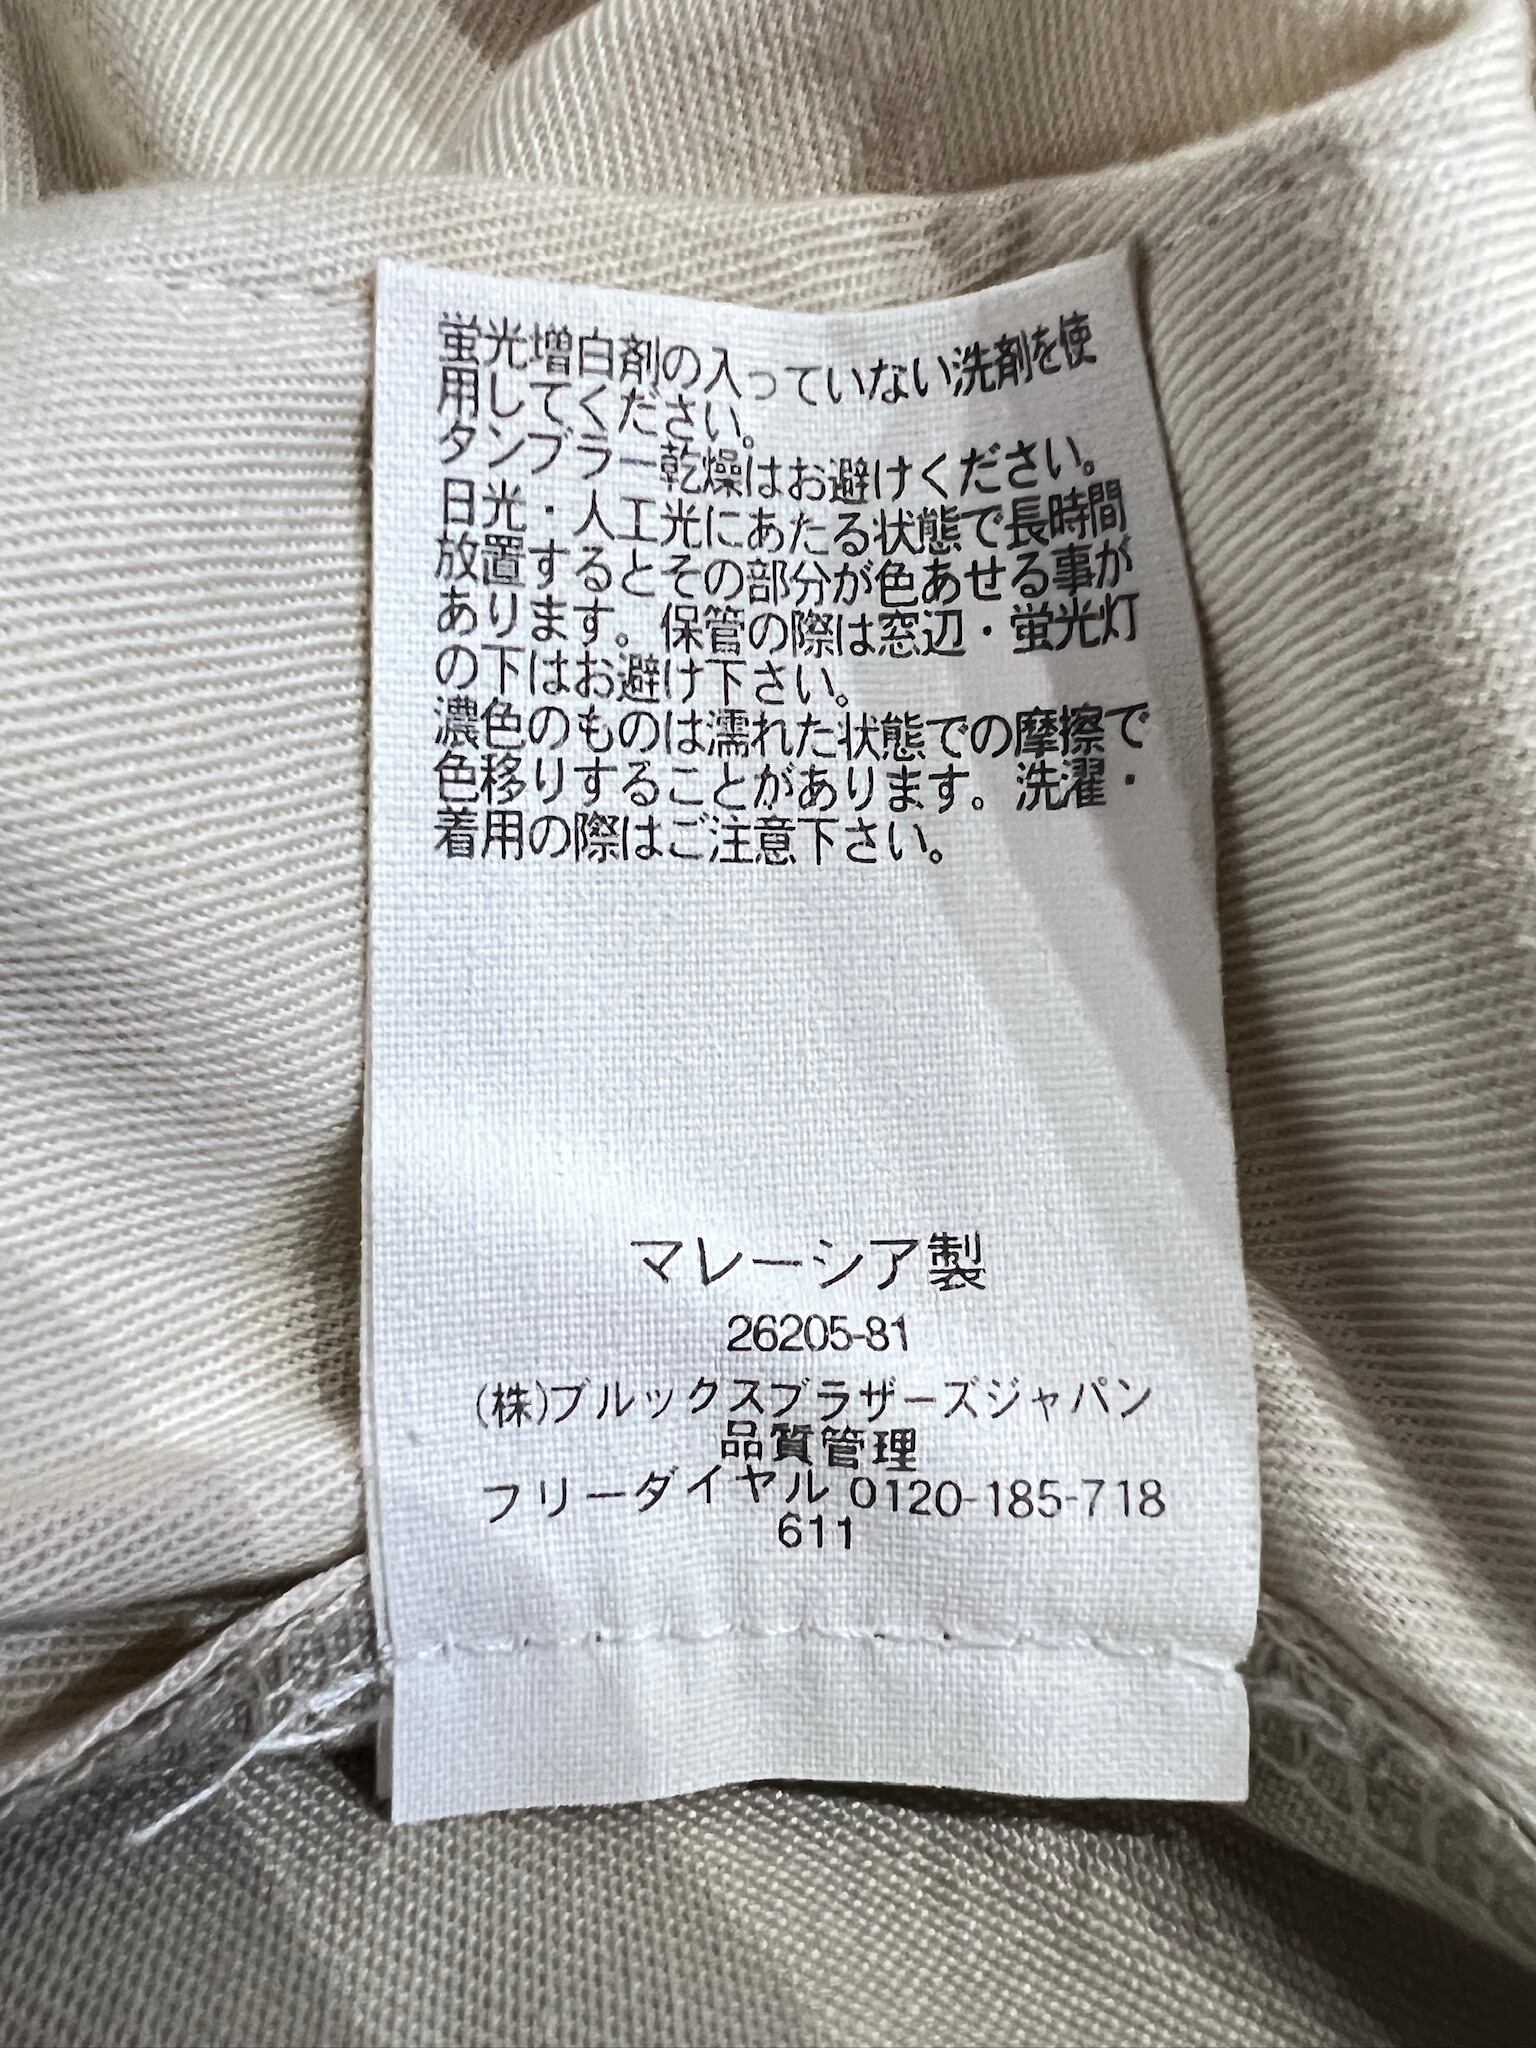 蛍光増白剤の入っていない洗剤を使
用してください。
タンブラー乾燥はお避けください。
日光・人工光にあたる状態で長時間
放置するとその部分が色あせる事が
あります。保管の際は窓辺・蛍光灯
の下はお避け下さい。
濃色のものは濡れた状態での摩擦で
色移りすることがあります。洗濯・
着用の際はご注意下さい。
マレーシア製
26205-81
(株)ブルックスブラザーズジャパン
品質管理
フリーダイヤル 0120-185-718
611